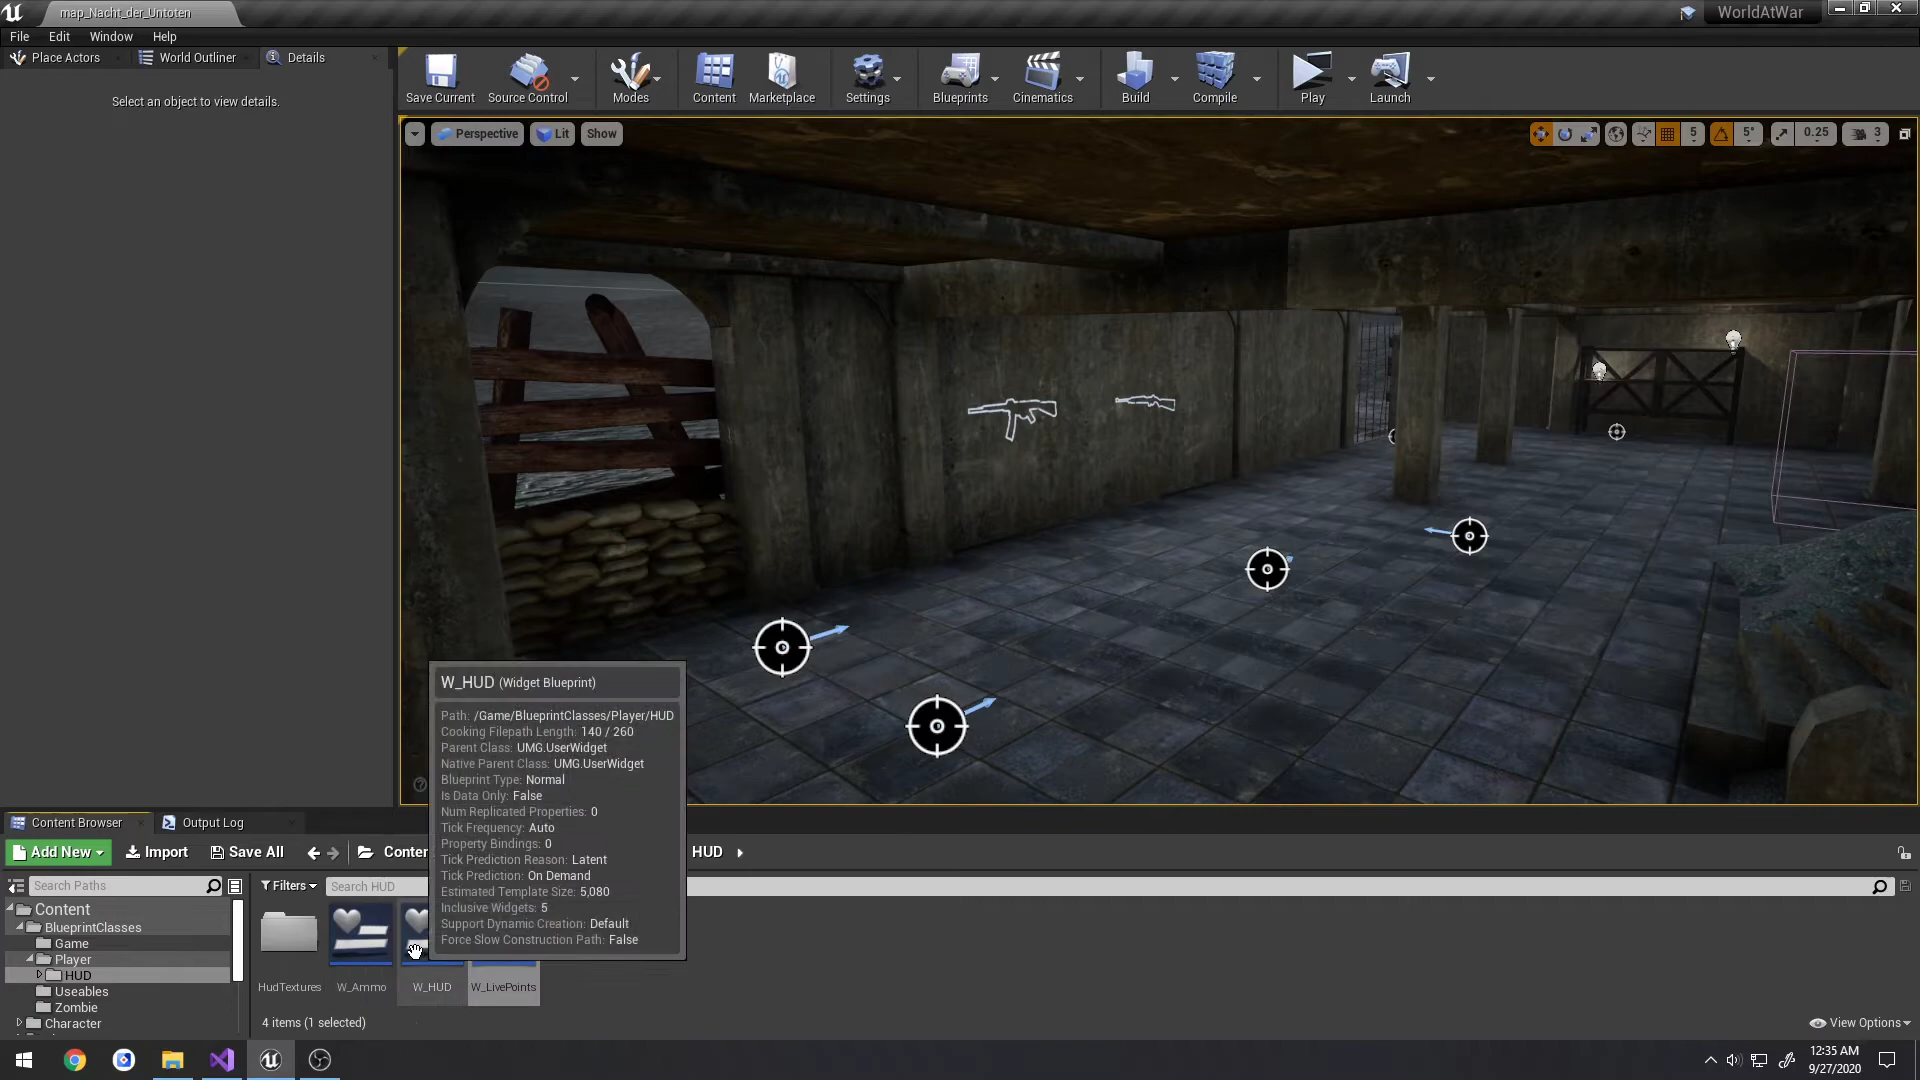 map_Nacht_der_Untoten
WorldAtWar
File Edit Window Help
Place Actors World Outliner Details
Select an object to view details.
Save Current Source Control Modes Content Marketplace Settings Blueprints Cinematics Build Compile Play Launch
Perspective Lit Show
5 5° 0.25 3
W_HUD (Widget Blueprint)
Path: /Game/BlueprintClasses/Player/HUD
Cooking Filepath Length: 140 / 260
Parent Class: UMG.UserWidget
Native Parent Class: UMG.UserWidget
Blueprint Type: Normal
Is Data Only: False
Num Replicated Properties: 0
Tick Frequency: Auto
Property Bindings: 0
Tick Prediction Reason: Latent
Tick Prediction: On Demand
Estimated Template Size: 5,080
Inclusive Widgets: 5
Support Dynamic Creation: Default
Force Slow Construction Path: False
Content Browser Output Log
Add New Import Save All Conten HUD
Search Paths Filters Search HUD
Content
BlueprintClasses
Game
Player
HUD
Useables
Zombie
Character
HudTextures W_Ammo W_HUD W_LivePoints
4 items (1 selected)
View Options
12:35 AM
9/27/2020